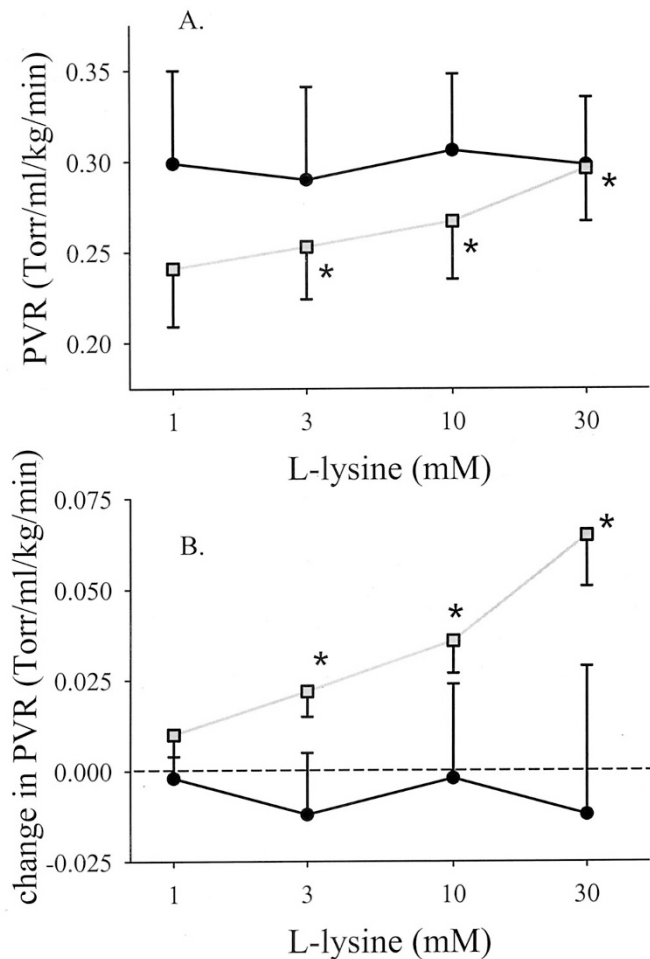 A.
PVR (Torr/ml/kg/min)
0.35
0.30
0.25
0.20
*
*
*
1 3 10 30
L-lysine (mM)
B.
change in PVR (Torr/ml/kg/min)
0.075
0.050
0.025
0.000
-0.025
*
*
*
1 3 10 30
L-lysine (mM)